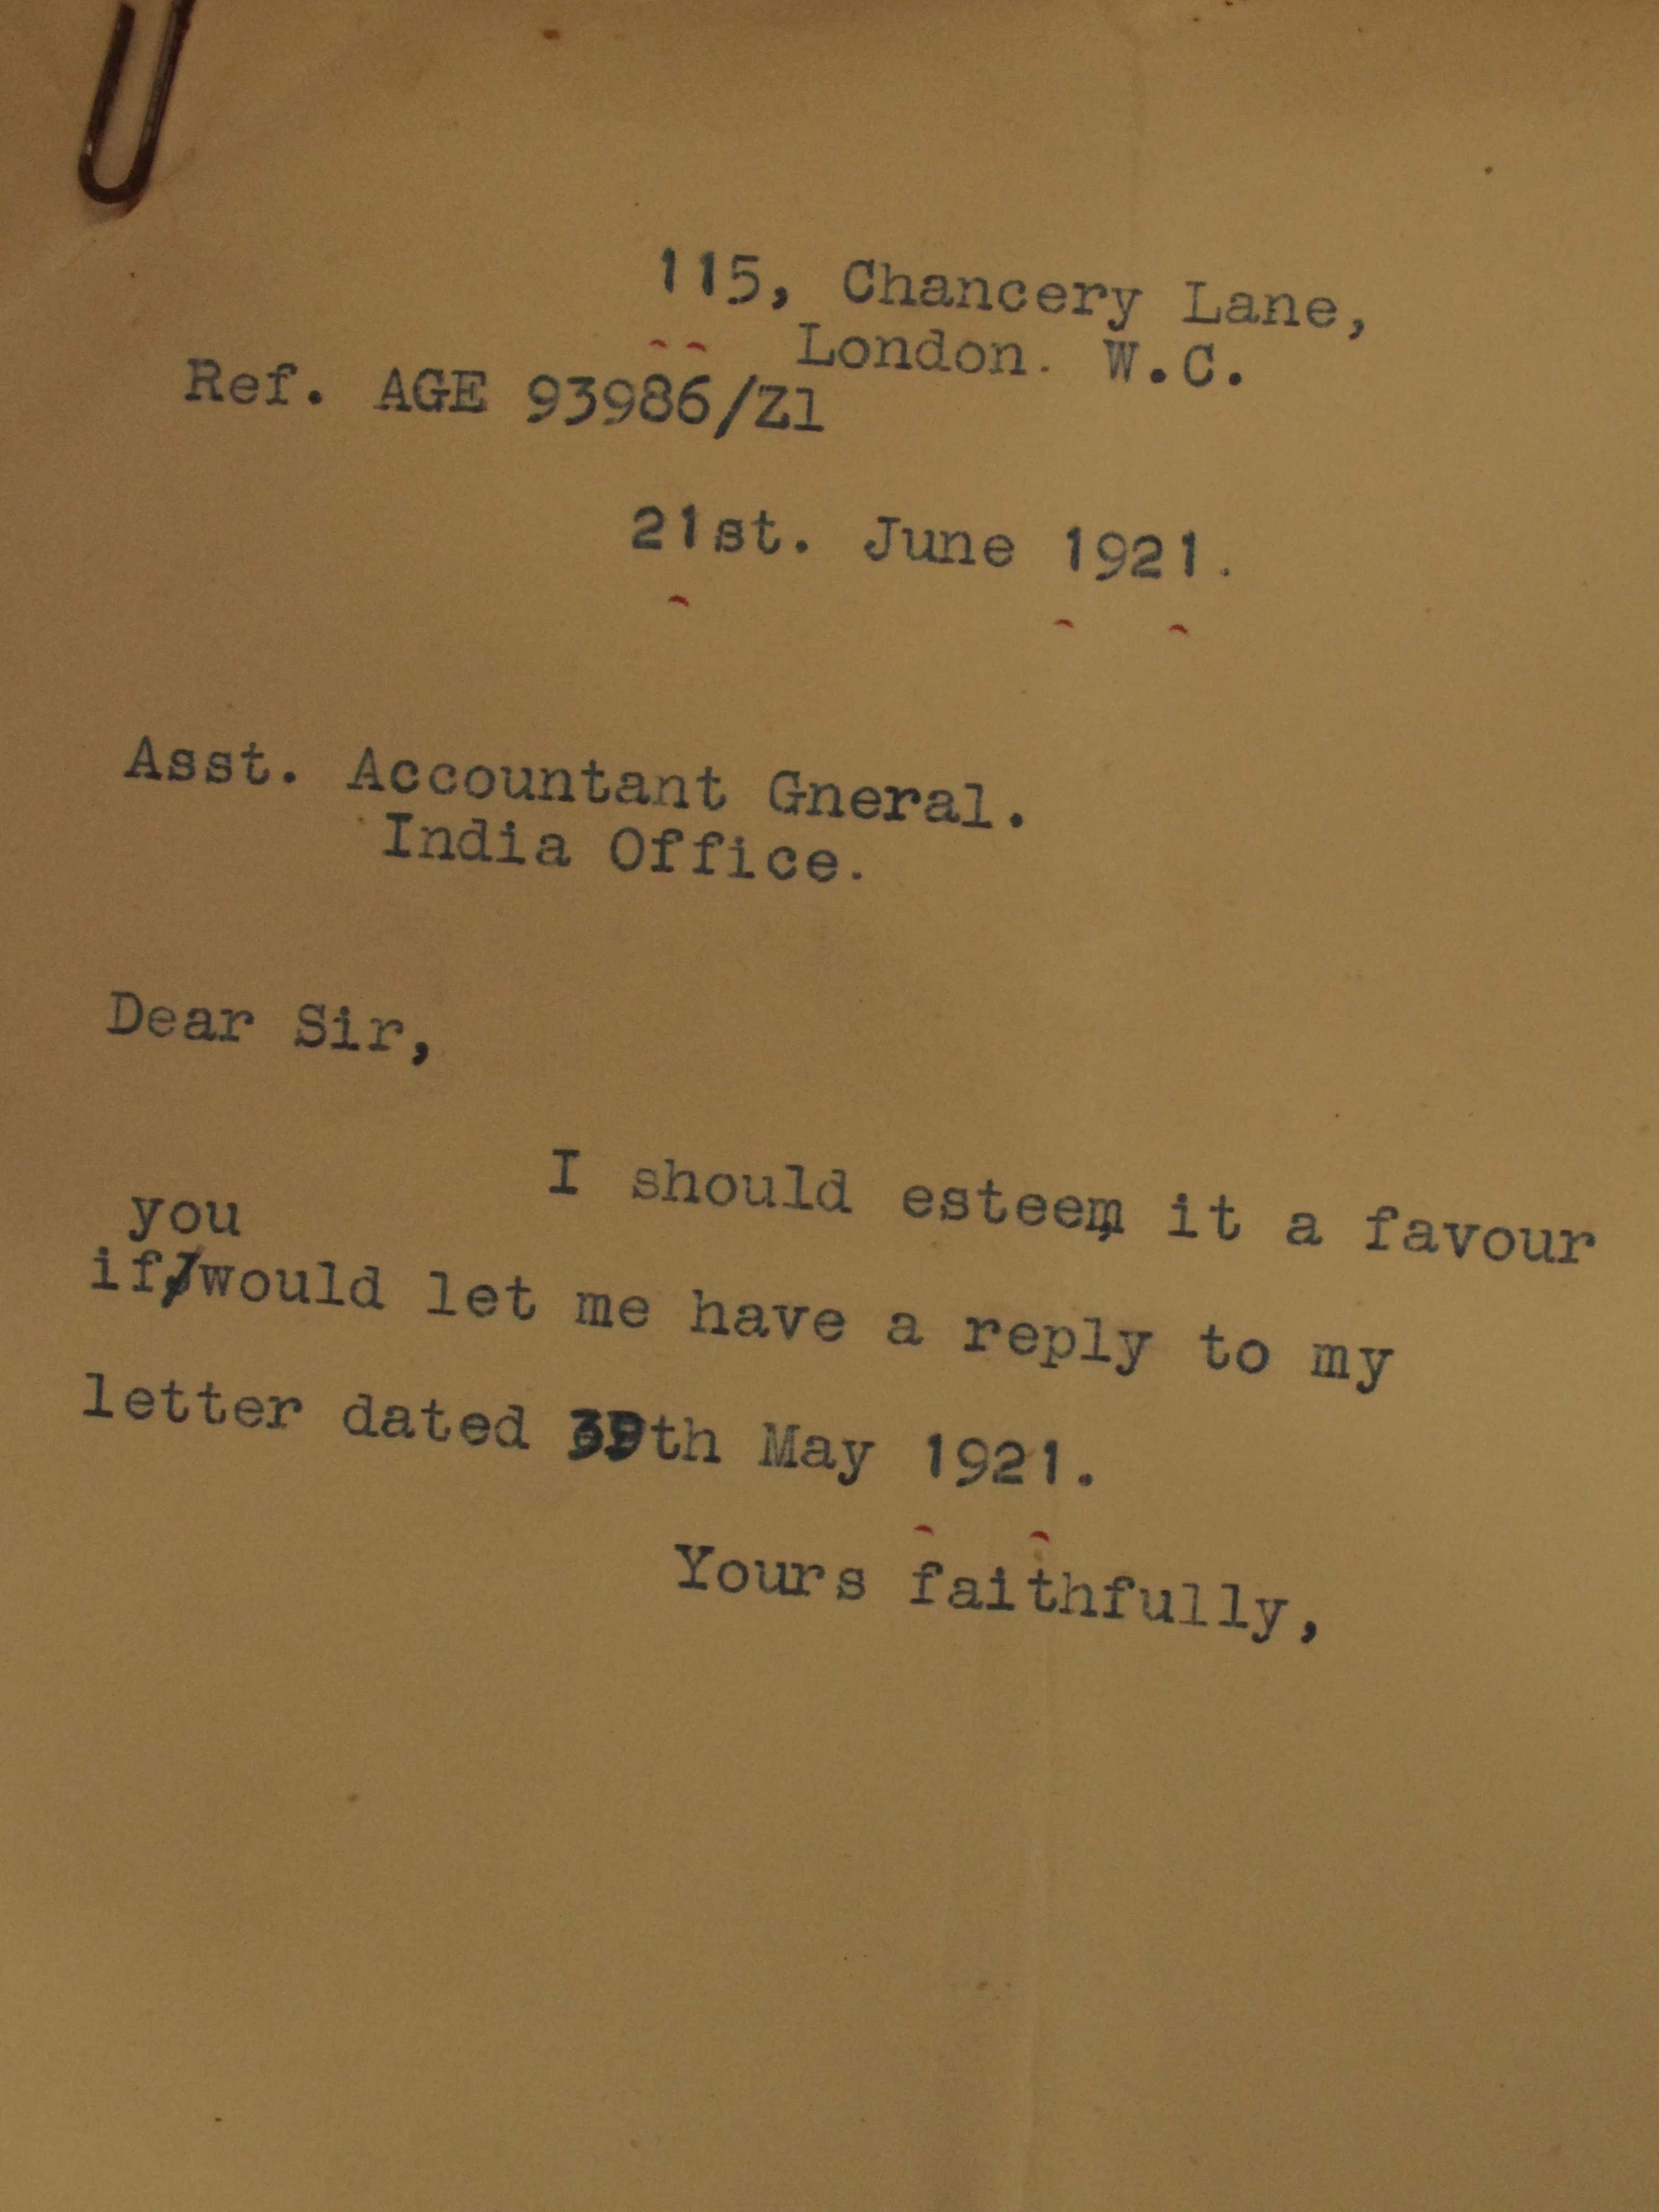 115, Chancery Lane,
London. W.C.
Ref. AGE 93986/Z1
21st. June 1921.
Asst. Accountant Gneral.
India Office.
Dear Sir,
I should esteem it a favour
you
if/would let me have a reply to my
letter dated May 1921.
Yours faithfully,